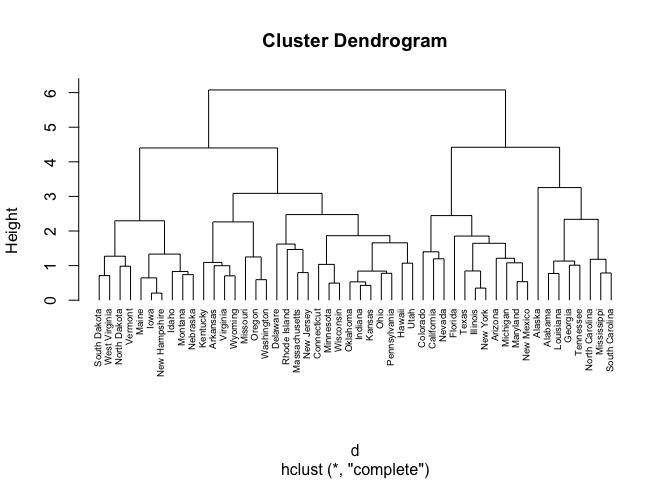 Cluster Dendrogram
Height
6
5
4
3
2
1
0
South Dakota
West Virginia
North Dakota
Vermont
Maine
Iowa
New Hampshire
Idaho
Montana
Nebraska
Kentucky
Arkansas
Virginia
Wyoming
Missouri
Oregon
Washington
Delaware
Rhode Island
Massachusetts
New Jersey
Connecticut
Minnesota
Wisconsin
Oklahoma
Indiana
Kansas
Ohio
Pennsylvania
Hawaii
Utah
Colorado
California
Nevada
Florida
Texas
Illinois
New York
Arizona
Michigan
Maryland
New Mexico
Alaska
Alabama
Louisiana
Georgia
Tennessee
North Carolina
Mississippi
South Carolina
d
hclust (*, "complete")